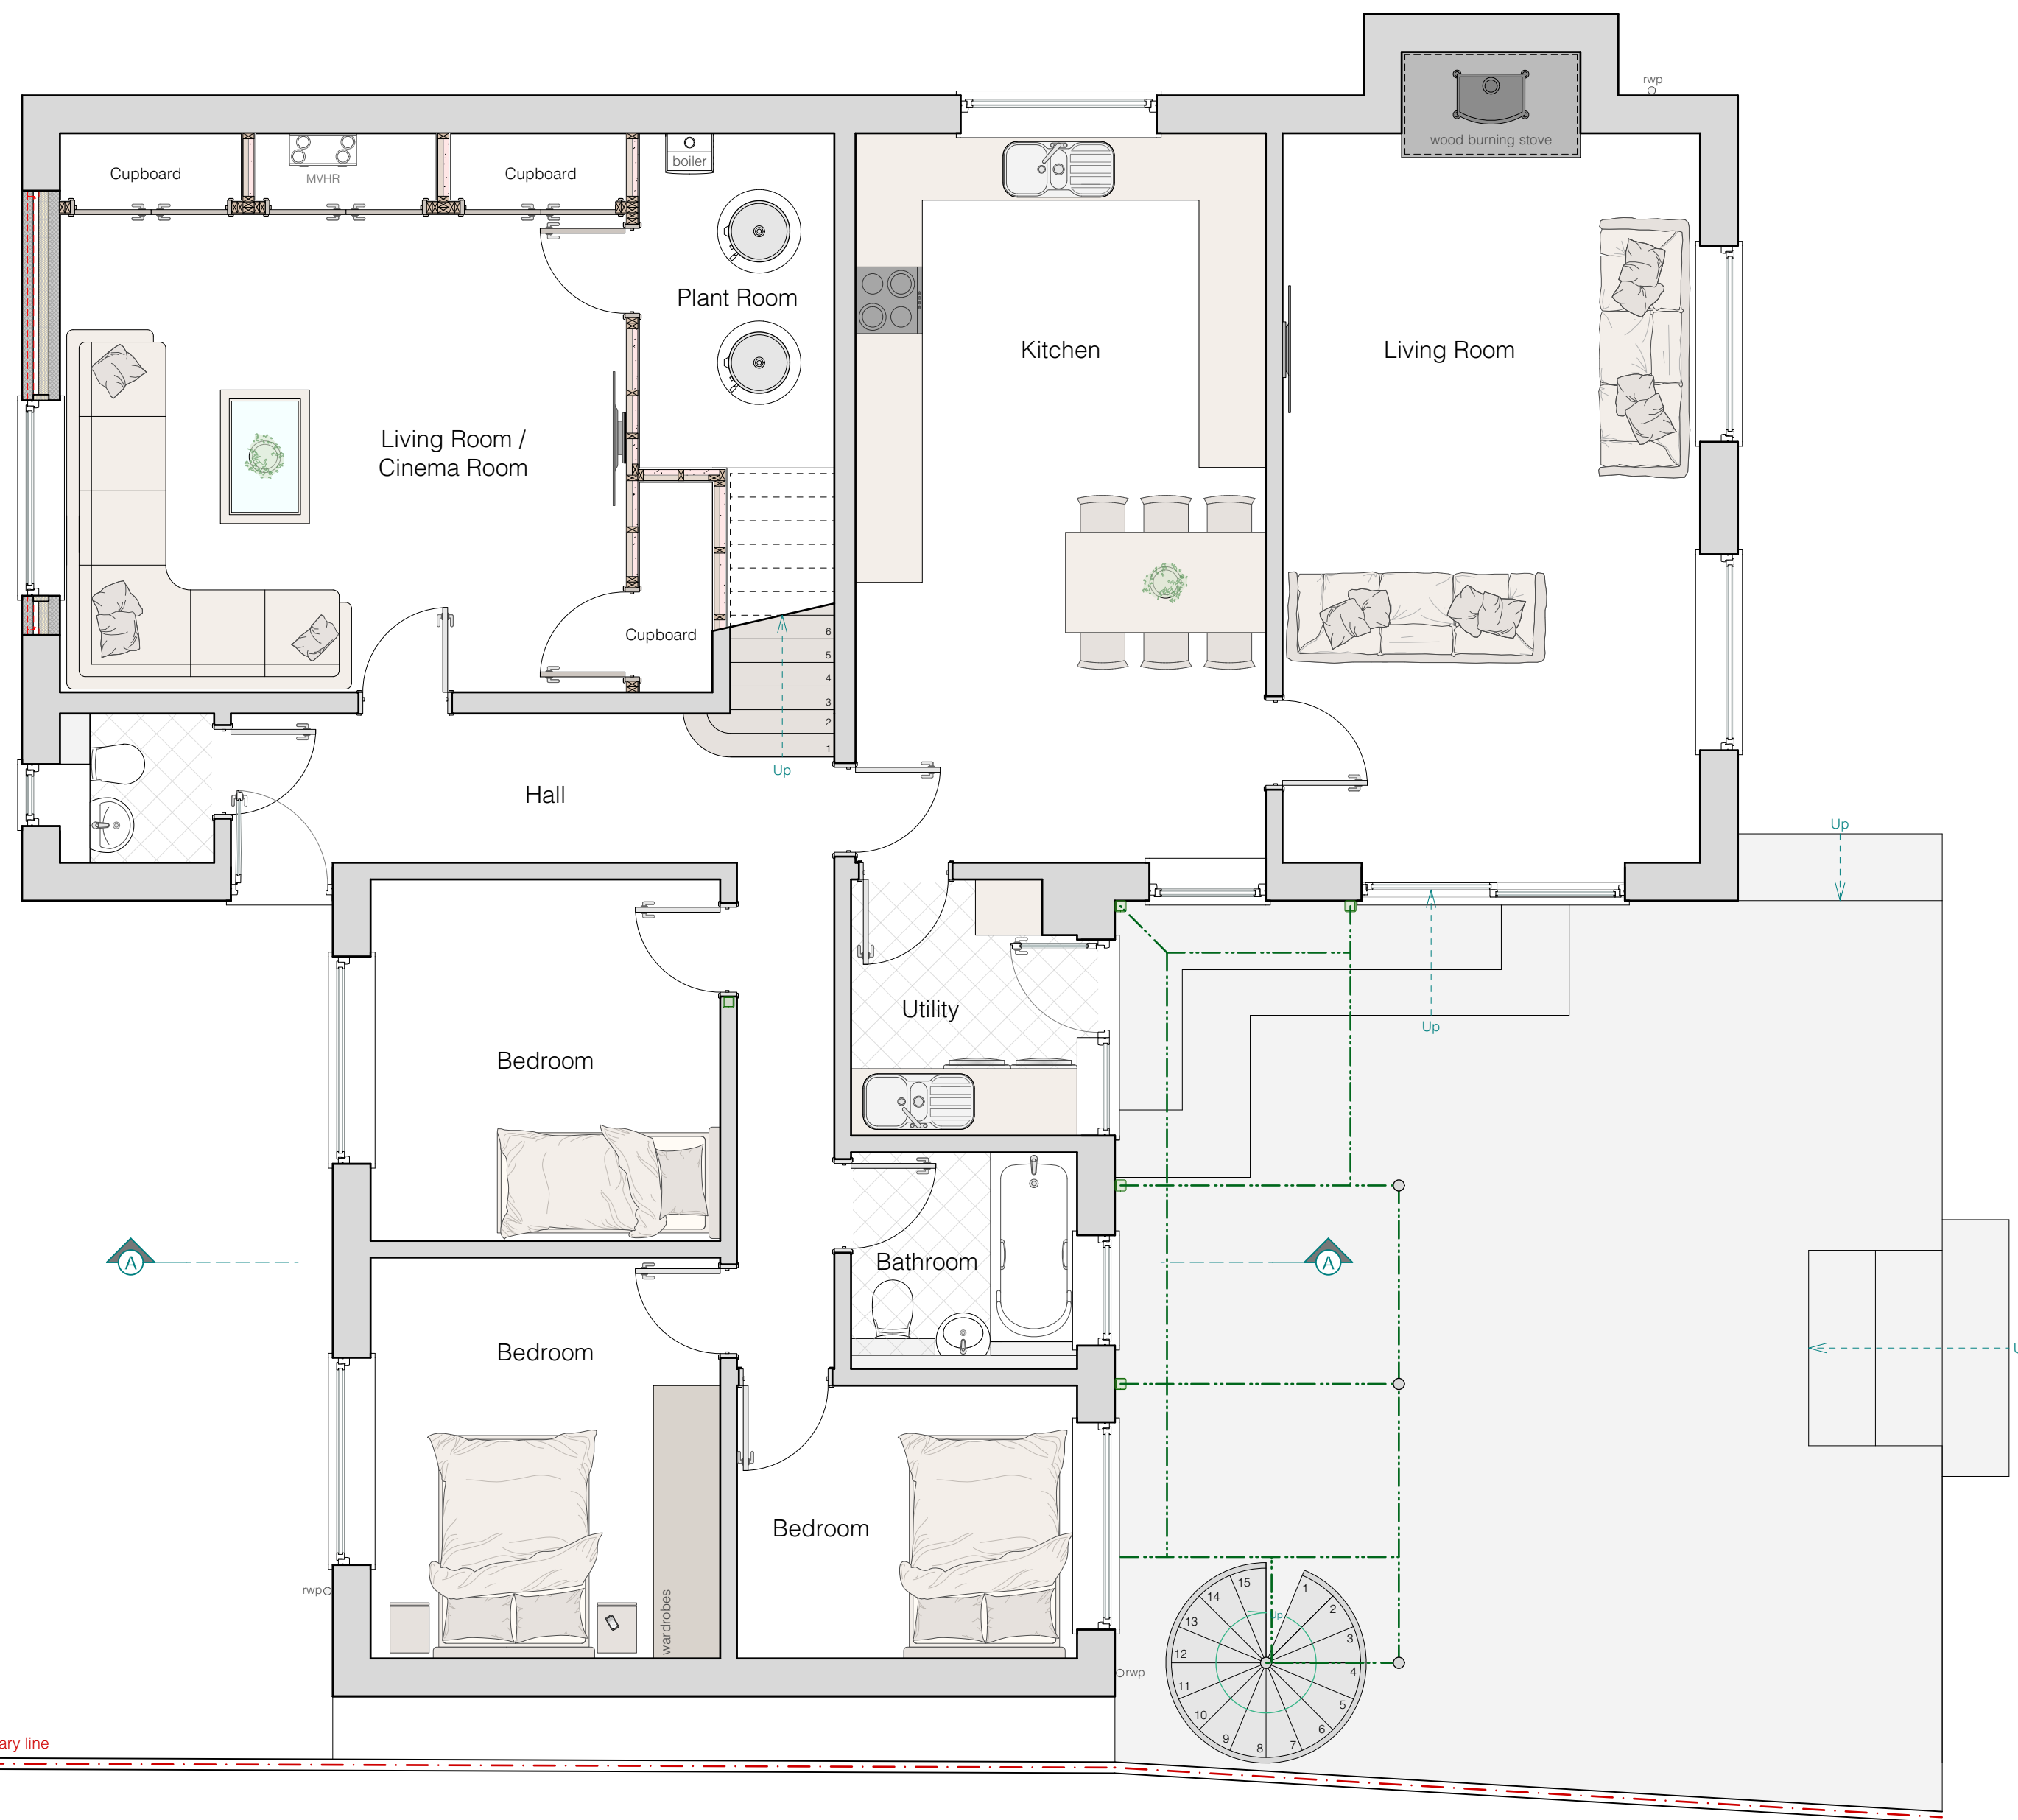 rwp
wood burning stove
Cupboard
MVHR
Cupboard
boiler
Plant Room
Kitchen
Living Room
Living Room /
Cinema Room
Cupboard
6
5
4
3
2
1
Up
Hall
Up
Utility
Up
Bedroom
A
A
Bathroom
Bedroom
Bedroom
wardrobes
rwp
rwp
15
14
13
12
11
10
9
8
7
6
5
4
3
2
1
Up
ary line